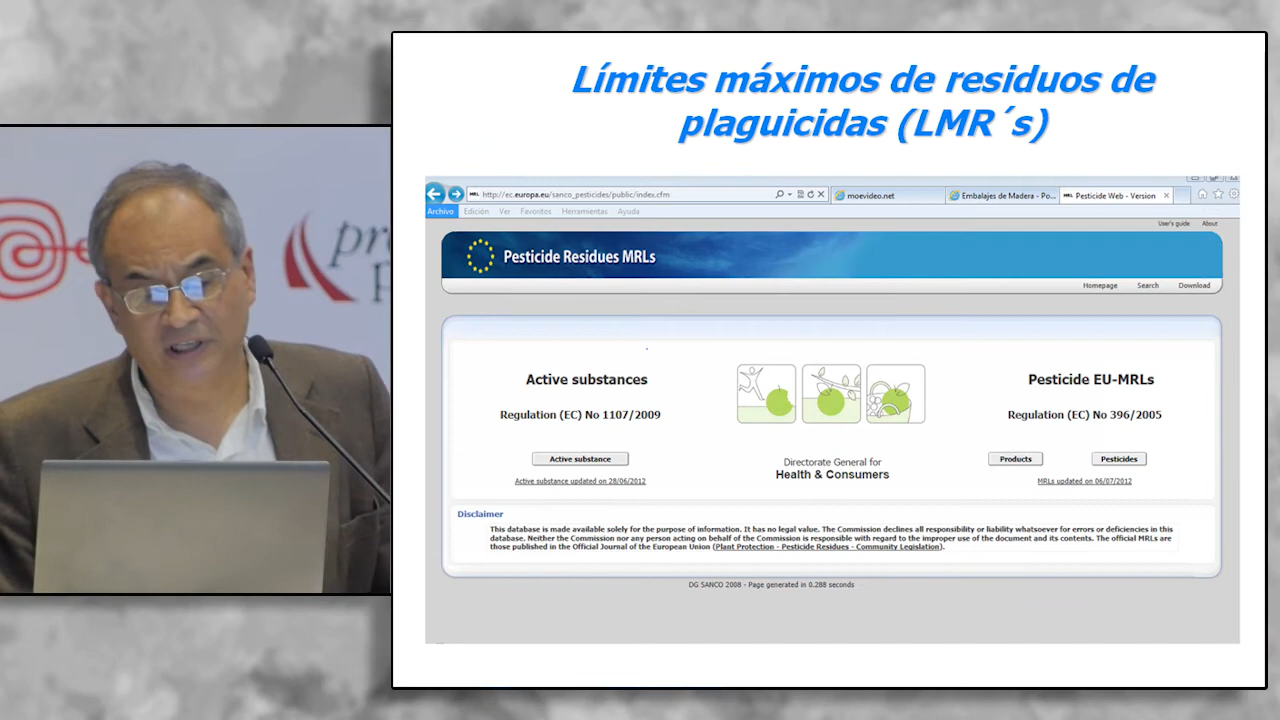 Límites máximos de residuos de
plaguicidas (LMR´s)
http://ec.europa.eu/sanco_pesticides/public/index.cfm
moevideo.net
Embalajes de Madera - Po...
Pesticide Web - Version
Archivo Edición Ver Favoritos Herramientas Ayuda
User's guide About
Pesticide Residues MRLs
Homepage Search Download
Active substances
Regulation (EC) No 1107/2009
Active substance
Active substance updated on 28/06/2012
Directorate General for
Health & Consumers
Pesticide EU-MRLs
Regulation (EC) No 396/2005
Products Pesticides
MRLs updated on 06/07/2012
Disclaimer
This database is made available solely for the purpose of information. It has no legal value. The Commission declines all responsibility or liability whatsoever for errors or deficiencies in this
database. Neither the Commission nor any person acting on behalf of the Commission is responsible with regard to the improper use of the document and its contents. The official MRLs are
those published in the Official Journal of the European Union (Plant Protection - Pesticide Residues - Community Legislation).
DG SANCO 2008 - Page generated in 0.288 seconds